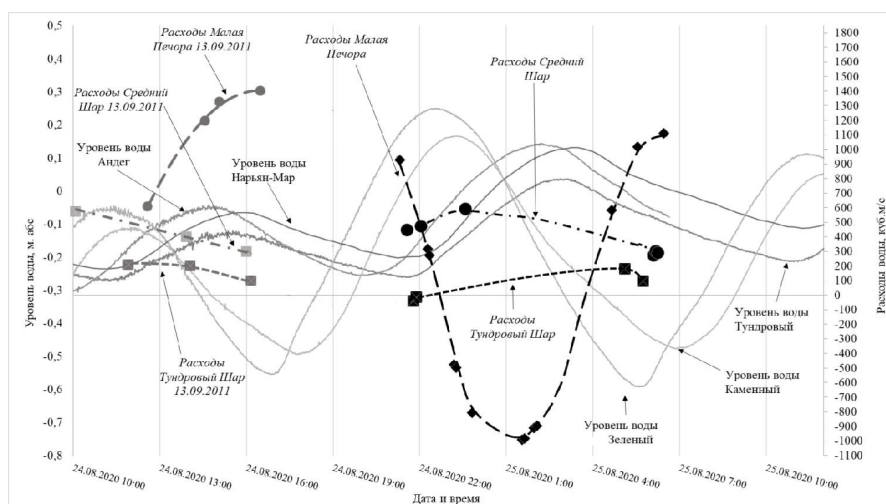 0,5
0,4
0,3
0,2
0,1
0
-0,1
-0,2
-0,3
-0,4
-0,5
-0,6
-0,7
-0,8
Уровень воды, м. абс
1800
1700
1600
1500
1400
1300
1200
1100
1000
900
800
700
600
500
400
300
200
100
0
-100
-200
-300
-400
-500
-600
-700
-800
-900
-1000
-1100
Расходы воды, куб.м/с
Расходы Малая
Печора 13.09.2011
Расходы Малая
Печора
Расходы Средний
Шар
Расходы Средний
Шар 13.09.2011
Уровень воды
Андег
Уровень воды
Нарьян-Мар
Расходы
Тундровый Шар
13.09.2011
Расходы
Тундровый Шар
Уровень воды
Тундровый
Уровень воды
Каменный
Уровень воды
Зеленый
24.08.2020 10:00
24.08.2020 13:00
24.08.2020 16:00
24.08.2020 19:00
24.08.2020 22:00
25.08.2020 1:00
25.08.2020 4:00
25.08.2020 7:00
25.08.2020 10:00
Дата и время